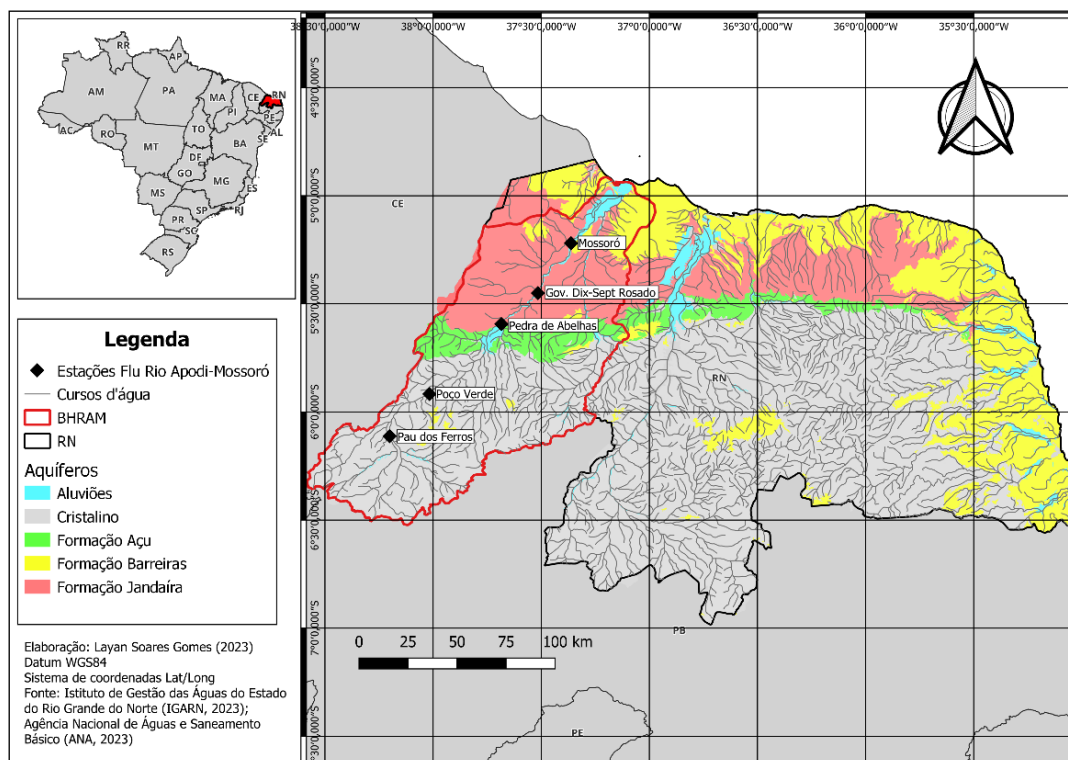 RR
AP
AM
PA
MA
CE
RN
PI
PE
AL
SE
AC
RO
TO
BA
MT
DF
GO
MG
ES
MS
SP
RJ
PR
SC
RS
Legenda
Estações Flu Rio Apodi-Mossoró
Cursos d'água
BHRAM
RN
Aquíferos
Aluviões
Cristalino
Formação Açu
Formação Barreiras
Formação Jandaíra
Elaboração: Layan Soares Gomes (2023)
Datum WGS84
Sistema de coordenadas Lat/Long
Fonte: Istituto de Gestão das Águas do Estado
do Rio Grande do Norte (IGARN, 2023);
Agência Nacional de Águas e Saneamento
Básico (ANA, 2023)
38°0'0,000"W
37°30'0,000"W
37°0'0,000"W
36°30'0,000"W
36°0'0,000"W
35°30'0,000"W
4°30'0,000"S
5°0'0,000"S
5°30'0,000"S
6°0'0,000"S
6°30'0,000"S
7°0'0,000"S
CE
Mossoró
Gov. Dix-Sept Rosado
Pedra de Abelhas
RN
Poço Verde
Pau dos Ferros
PB
0 25 50 75 100 km
PE